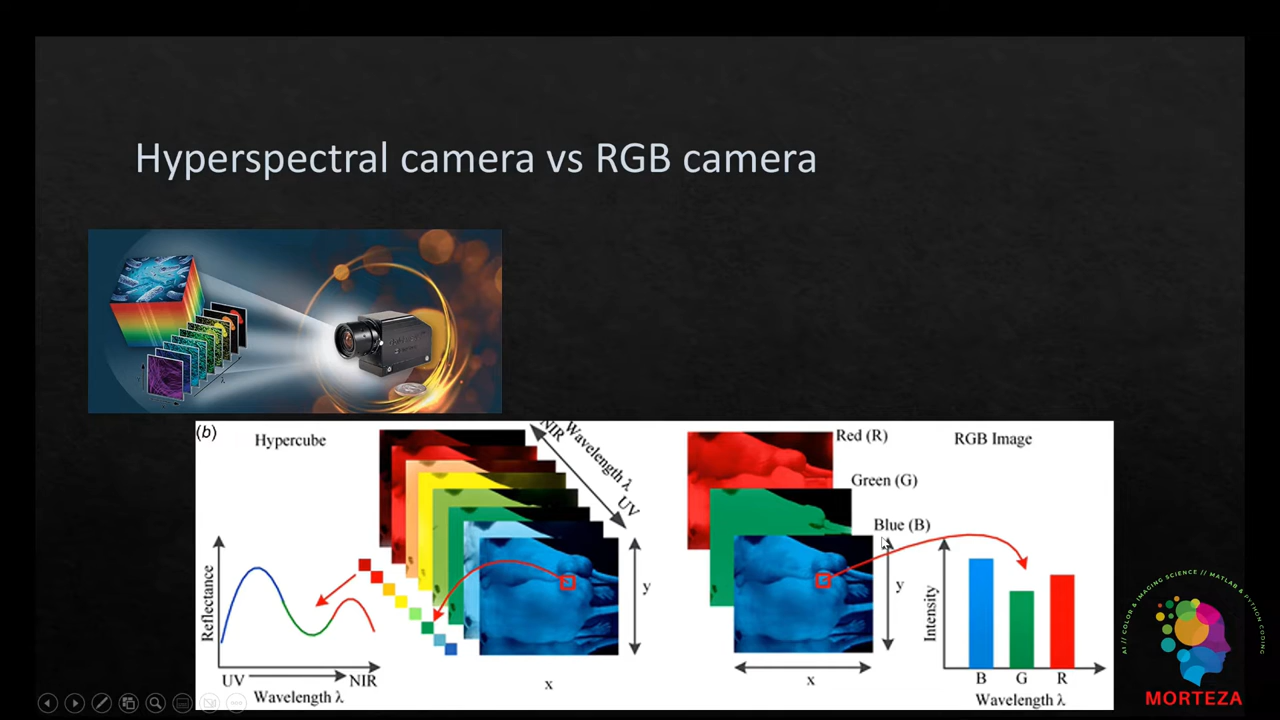 Hyperspectral camera vs RGB camera
(b)
Hypercube
NIR
Wavelength λ
UV
Reflectance
UV
NIR
Wavelength λ
y
x
Red (R)
Green (G)
Blue (B)
RGB Image
y
x
Intensity
B G R
Wavelength λ
AI // COLOR & IMAGING SCIENCE // MATLAB & PYTHON CODING
MORTEZA